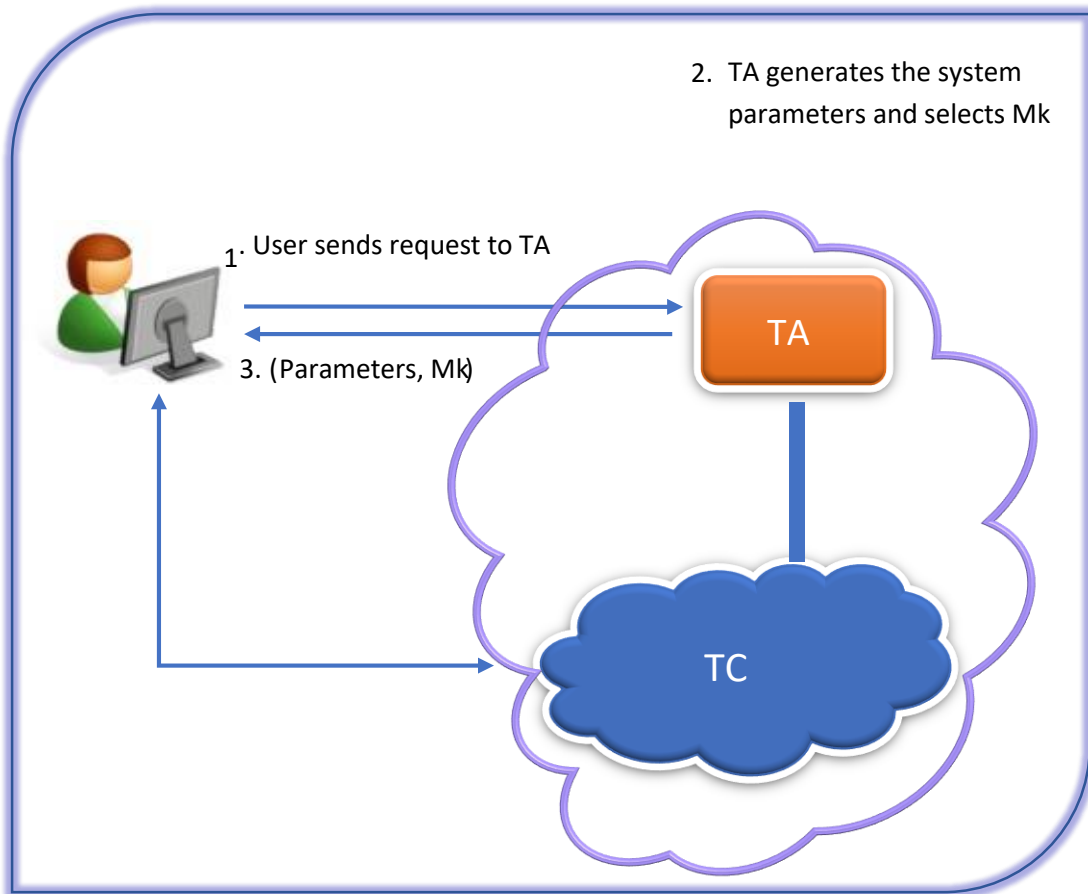 2. TA generates the system
parameters and selects Mk
1. User sends request to TA
TA
3. (Parameters, Mk)
TC